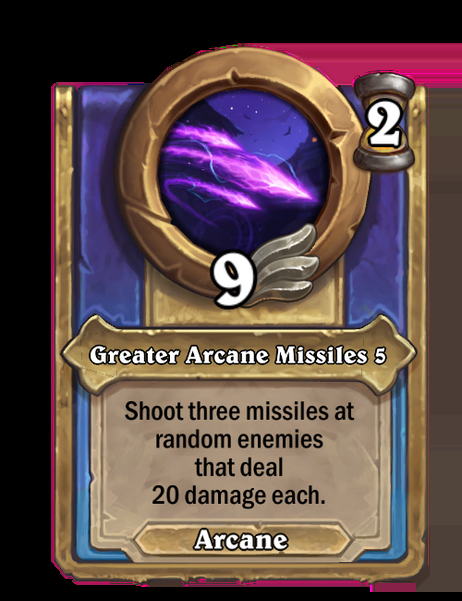 2
9
Greater Arcane Missiles 5
Shoot three missiles at
random enemies
that deal
20 damage each.
Arcane